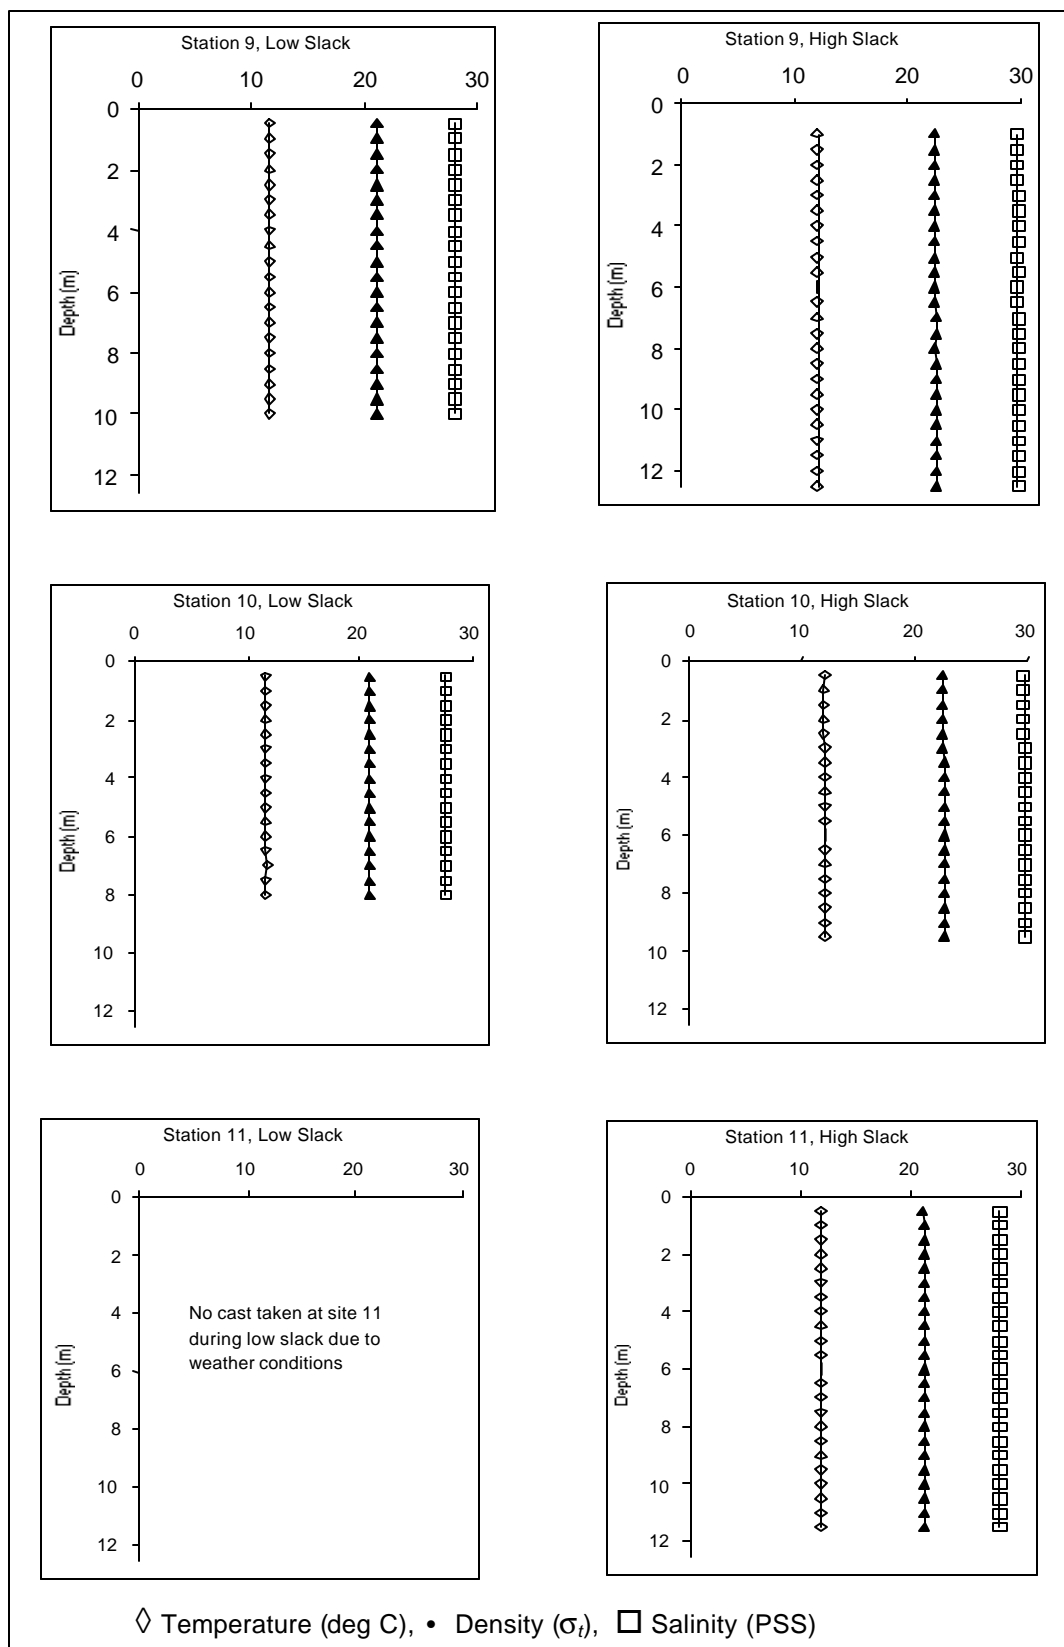 Station 9, Low Slack
0 10 20 30
0
2
4
6
8
10
12
Depth (m)
Station 9, High Slack
0 10 20 30
0
2
4
6
8
10
12
Depth (m)
Station 10, Low Slack
0 10 20 30
0
2
4
6
8
10
12
Depth (m)
Station 10, High Slack
0 10 20 30
0
2
4
6
8
10
12
Depth (m)
Station 11, Low Slack
0 10 20 30
0
2
4
6
8
10
12
Depth (m)
No cast taken at site 11
during low slack due to
weather conditions
Station 11, High Slack
0 10 20 30
0
2
4
6
8
10
12
Depth (m)
◊ Temperature (deg C), • Density (σt), □ Salinity (PSS)